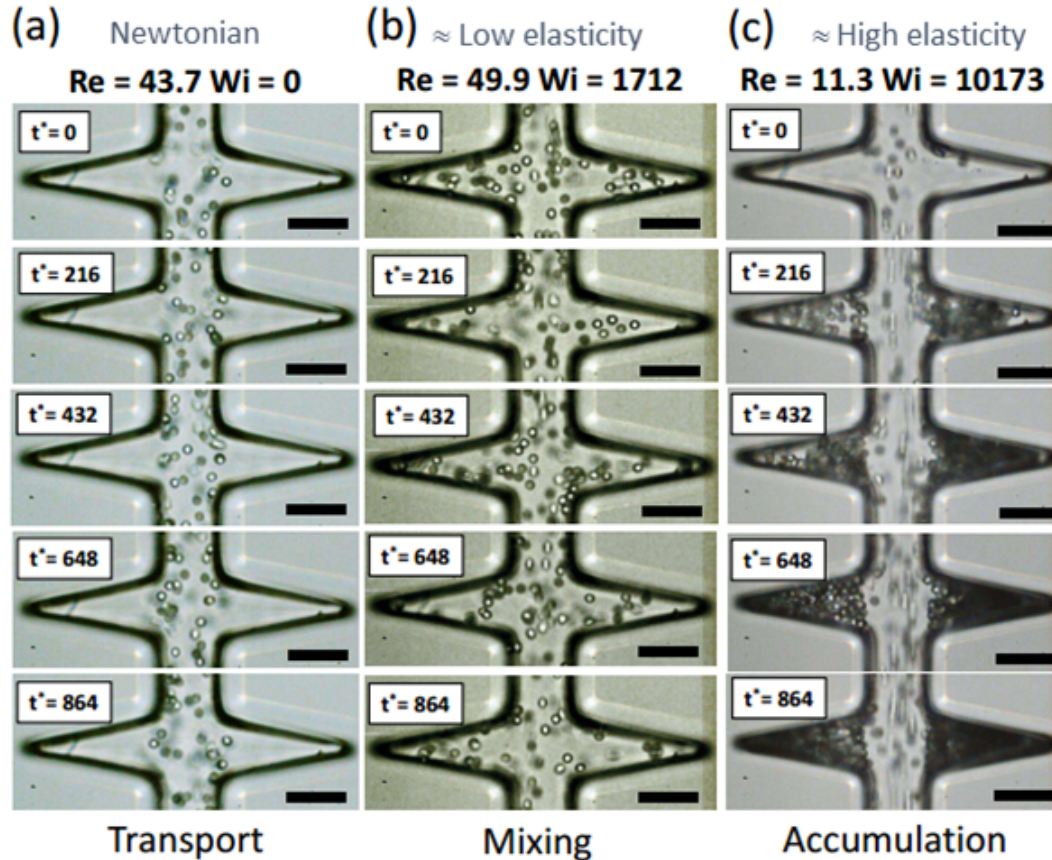 (a) Newtonian
Re = 43.7 Wi = 0
t*= 0
t*= 216
t*= 432
t*= 648
t*= 864
Transport
(b) ≈ Low elasticity
Re = 49.9 Wi = 1712
t*= 0
t*= 216
t*= 432
t*= 648
t*= 864
Mixing
(c) ≈ High elasticity
Re = 11.3 Wi = 10173
t*= 0
t*= 216
t*= 432
t*= 648
t*= 864
Accumulation